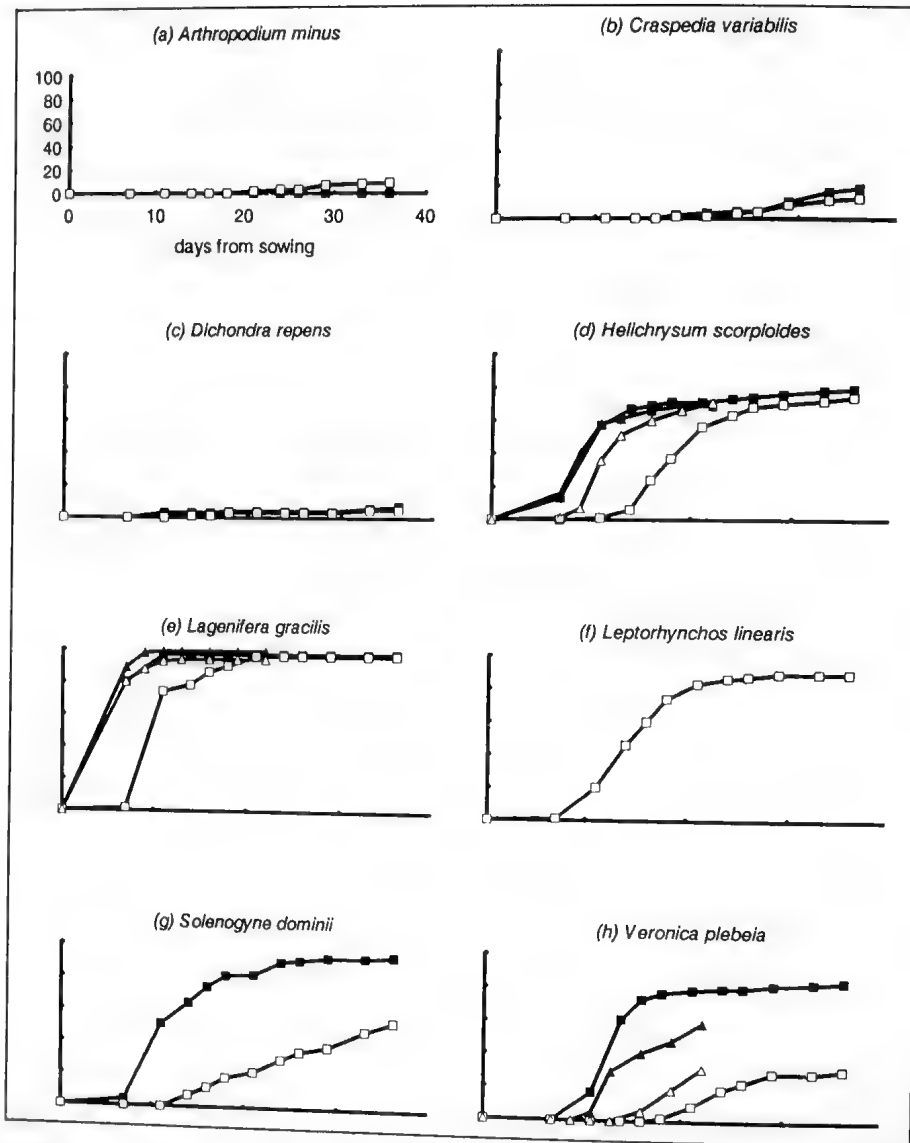 (a) Arthropodium minus
(b) Craspedia variabilis
100
80
60
40
20
0
0 10 20 30 40
days from sowing
(c) Dichondra repens
(d) Helichrysum scorpioides
(e) Lagenifera gracilis
(f) Leptorhynchos linearis
(g) Solenogyne dominii
(h) Veronica plebeia